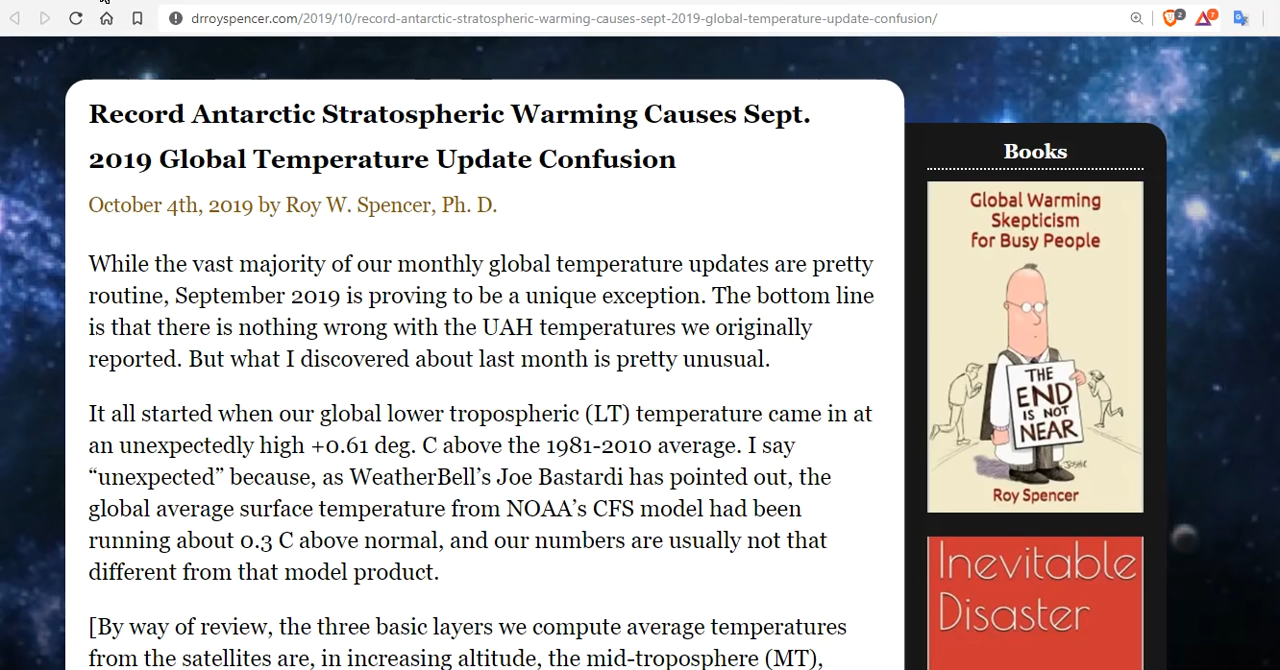 drroyspencer.com/2019/10/record-antarctic-stratospheric-warming-causes-sept-2019-global-temperature-update-confusion/
2
7
Record Antarctic Stratospheric Warming Causes Sept.
2019 Global Temperature Update Confusion
October 4th, 2019 by Roy W. Spencer, Ph. D.
While the vast majority of our monthly global temperature updates are pretty
routine, September 2019 is proving to be a unique exception. The bottom line
is that there is nothing wrong with the UAH temperatures we originally
reported. But what I discovered about last month is pretty unusual.
It all started when our global lower tropospheric (LT) temperature came in at
an unexpectedly high +0.61 deg. C above the 1981-2010 average. I say
“unexpected” because, as WeatherBell’s Joe Bastardi has pointed out, the
global average surface temperature from NOAA’s CFS model had been
running about 0.3 C above normal, and our numbers are usually not that
different from that model product.
[By way of review, the three basic layers we compute average temperatures
from the satellites are, in increasing altitude, the mid-troposphere (MT),
Books
Global Warming
Skepticism
for Busy People
THE
END
IS NOT
NEAR
Roy Spencer
Inevitable
Disaster